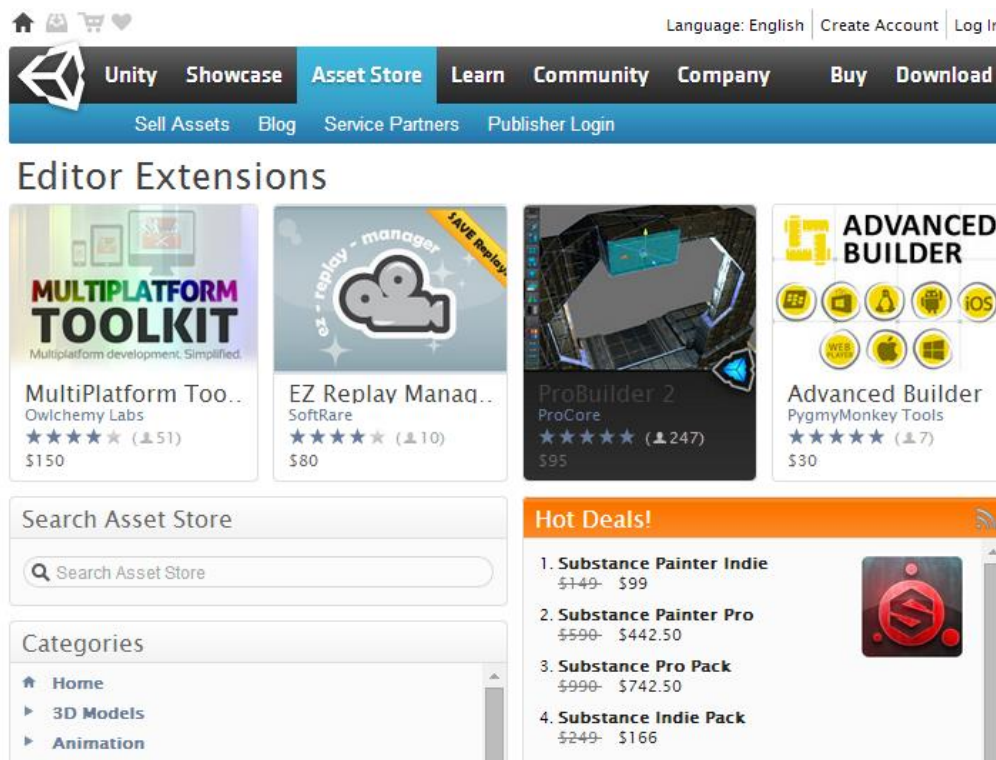 Language: English
Create Account
Log In
Unity
Showcase
Asset Store
Learn
Community
Company
Buy
Download
Sell Assets
Blog
Service Partners
Publisher Login
Editor Extensions
MULTIPLATFORM
TOOLKIT
Multiplatform development. Simplified.
MultiPlatform Too..
Owlchemy Labs
(51)
$150
ez - replay - manager
SAVE Replay
EZ Replay Manag..
SoftRare
(10)
$80
ProBuilder 2
ProCore
(247)
$95
ADVANCED
BUILDER
iOS
WEB
PLAYER
Advanced Builder
PygmyMonkey Tools
(7)
$30
Search Asset Store
Search Asset Store
Categories
Home
3D Models
Animation
Hot Deals!
1. Substance Painter Indie
$149 $99
2. Substance Painter Pro
$590 $442.50
3. Substance Pro Pack
$990 $742.50
4. Substance Indie Pack
$249 $166